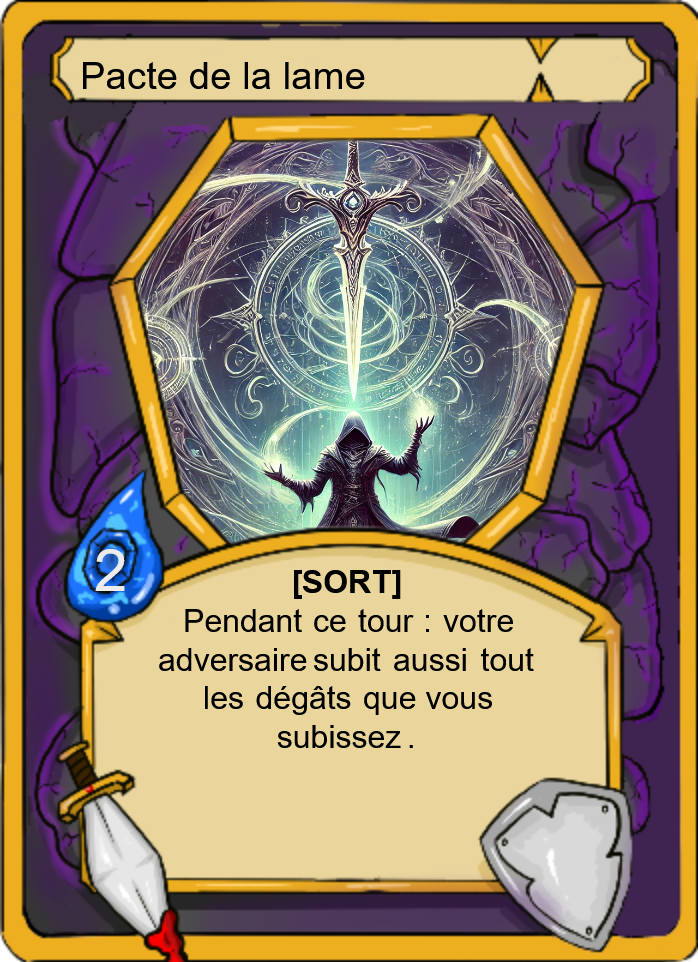 Pacte de la lame
2
[SORT]
Pendant ce tour : votre
adversaire subit aussi tout
les dégâts que vous
subissez .